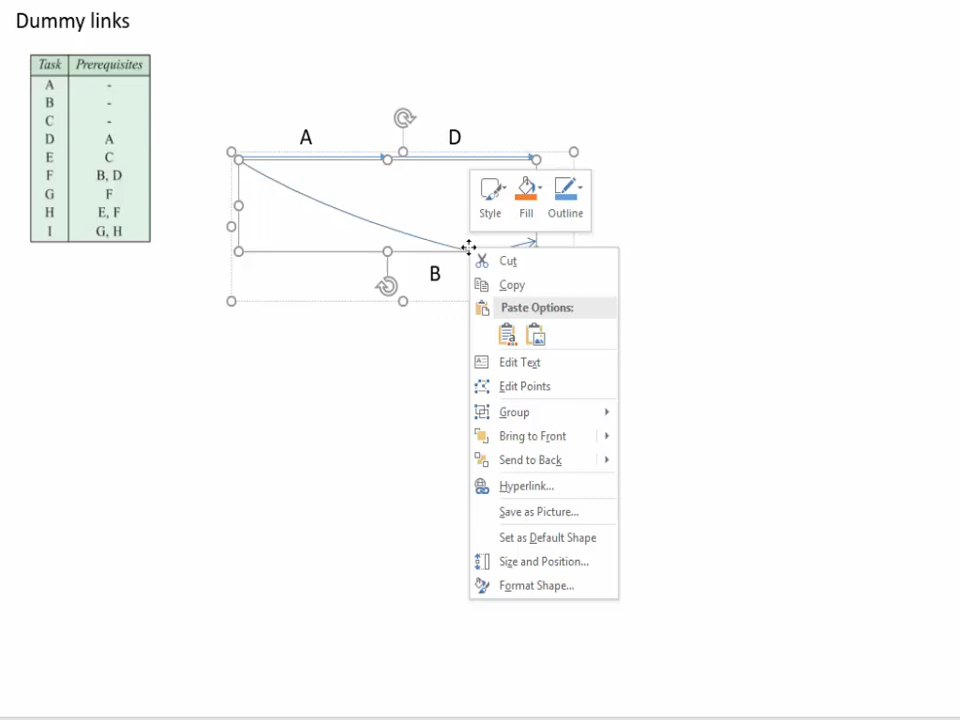 Dummy links
Task Prerequisites
A -
B -
C -
D A
E C
F B, D
G F
H E, F
I G, H
A D
Style Fill Outline
B
Cut
Copy
Paste Options:
Edit Text
Edit Points
Group
Bring to Front
Send to Back
Hyperlink...
Save as Picture...
Set as Default Shape
Size and Position...
Format Shape...